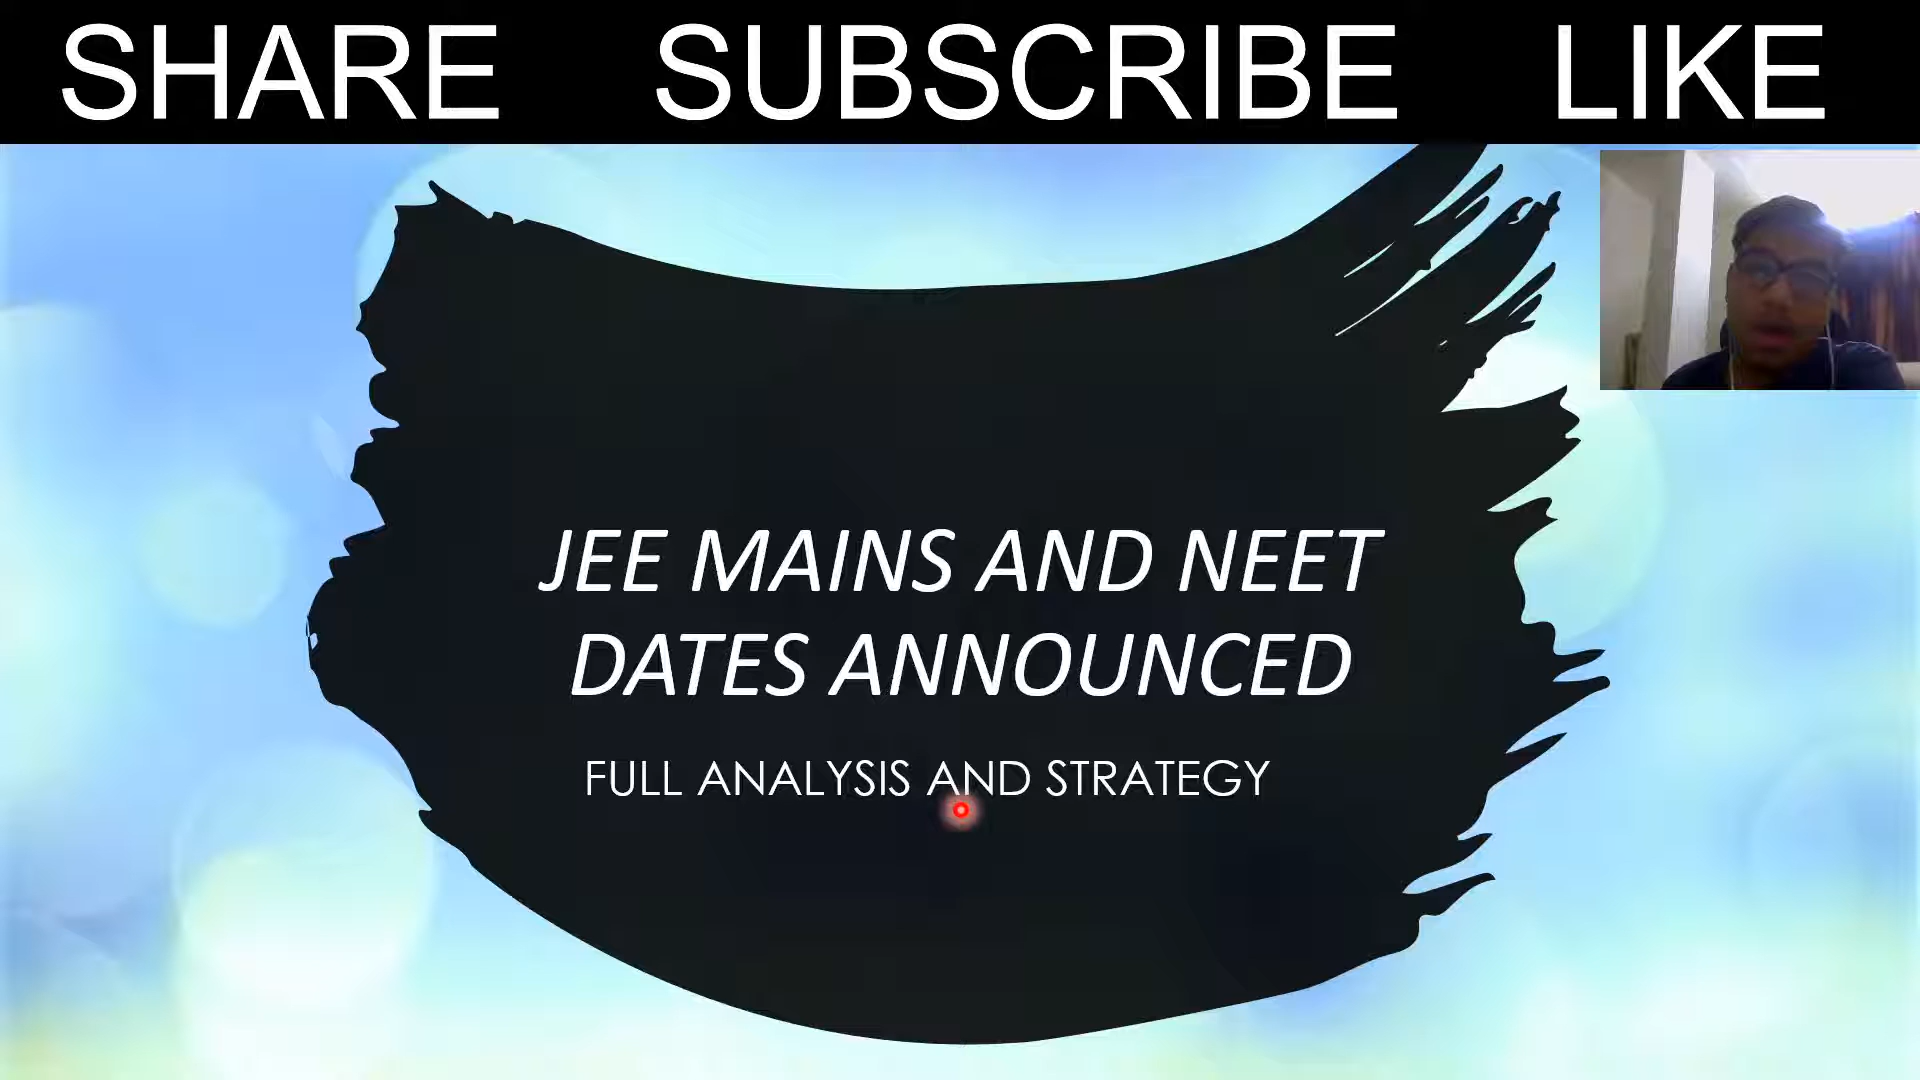 SHARE SUBSCRIBE LIKE
JEE MAINS AND NEET
DATES ANNOUNCED
FULL ANALYSIS AND STRATEGY